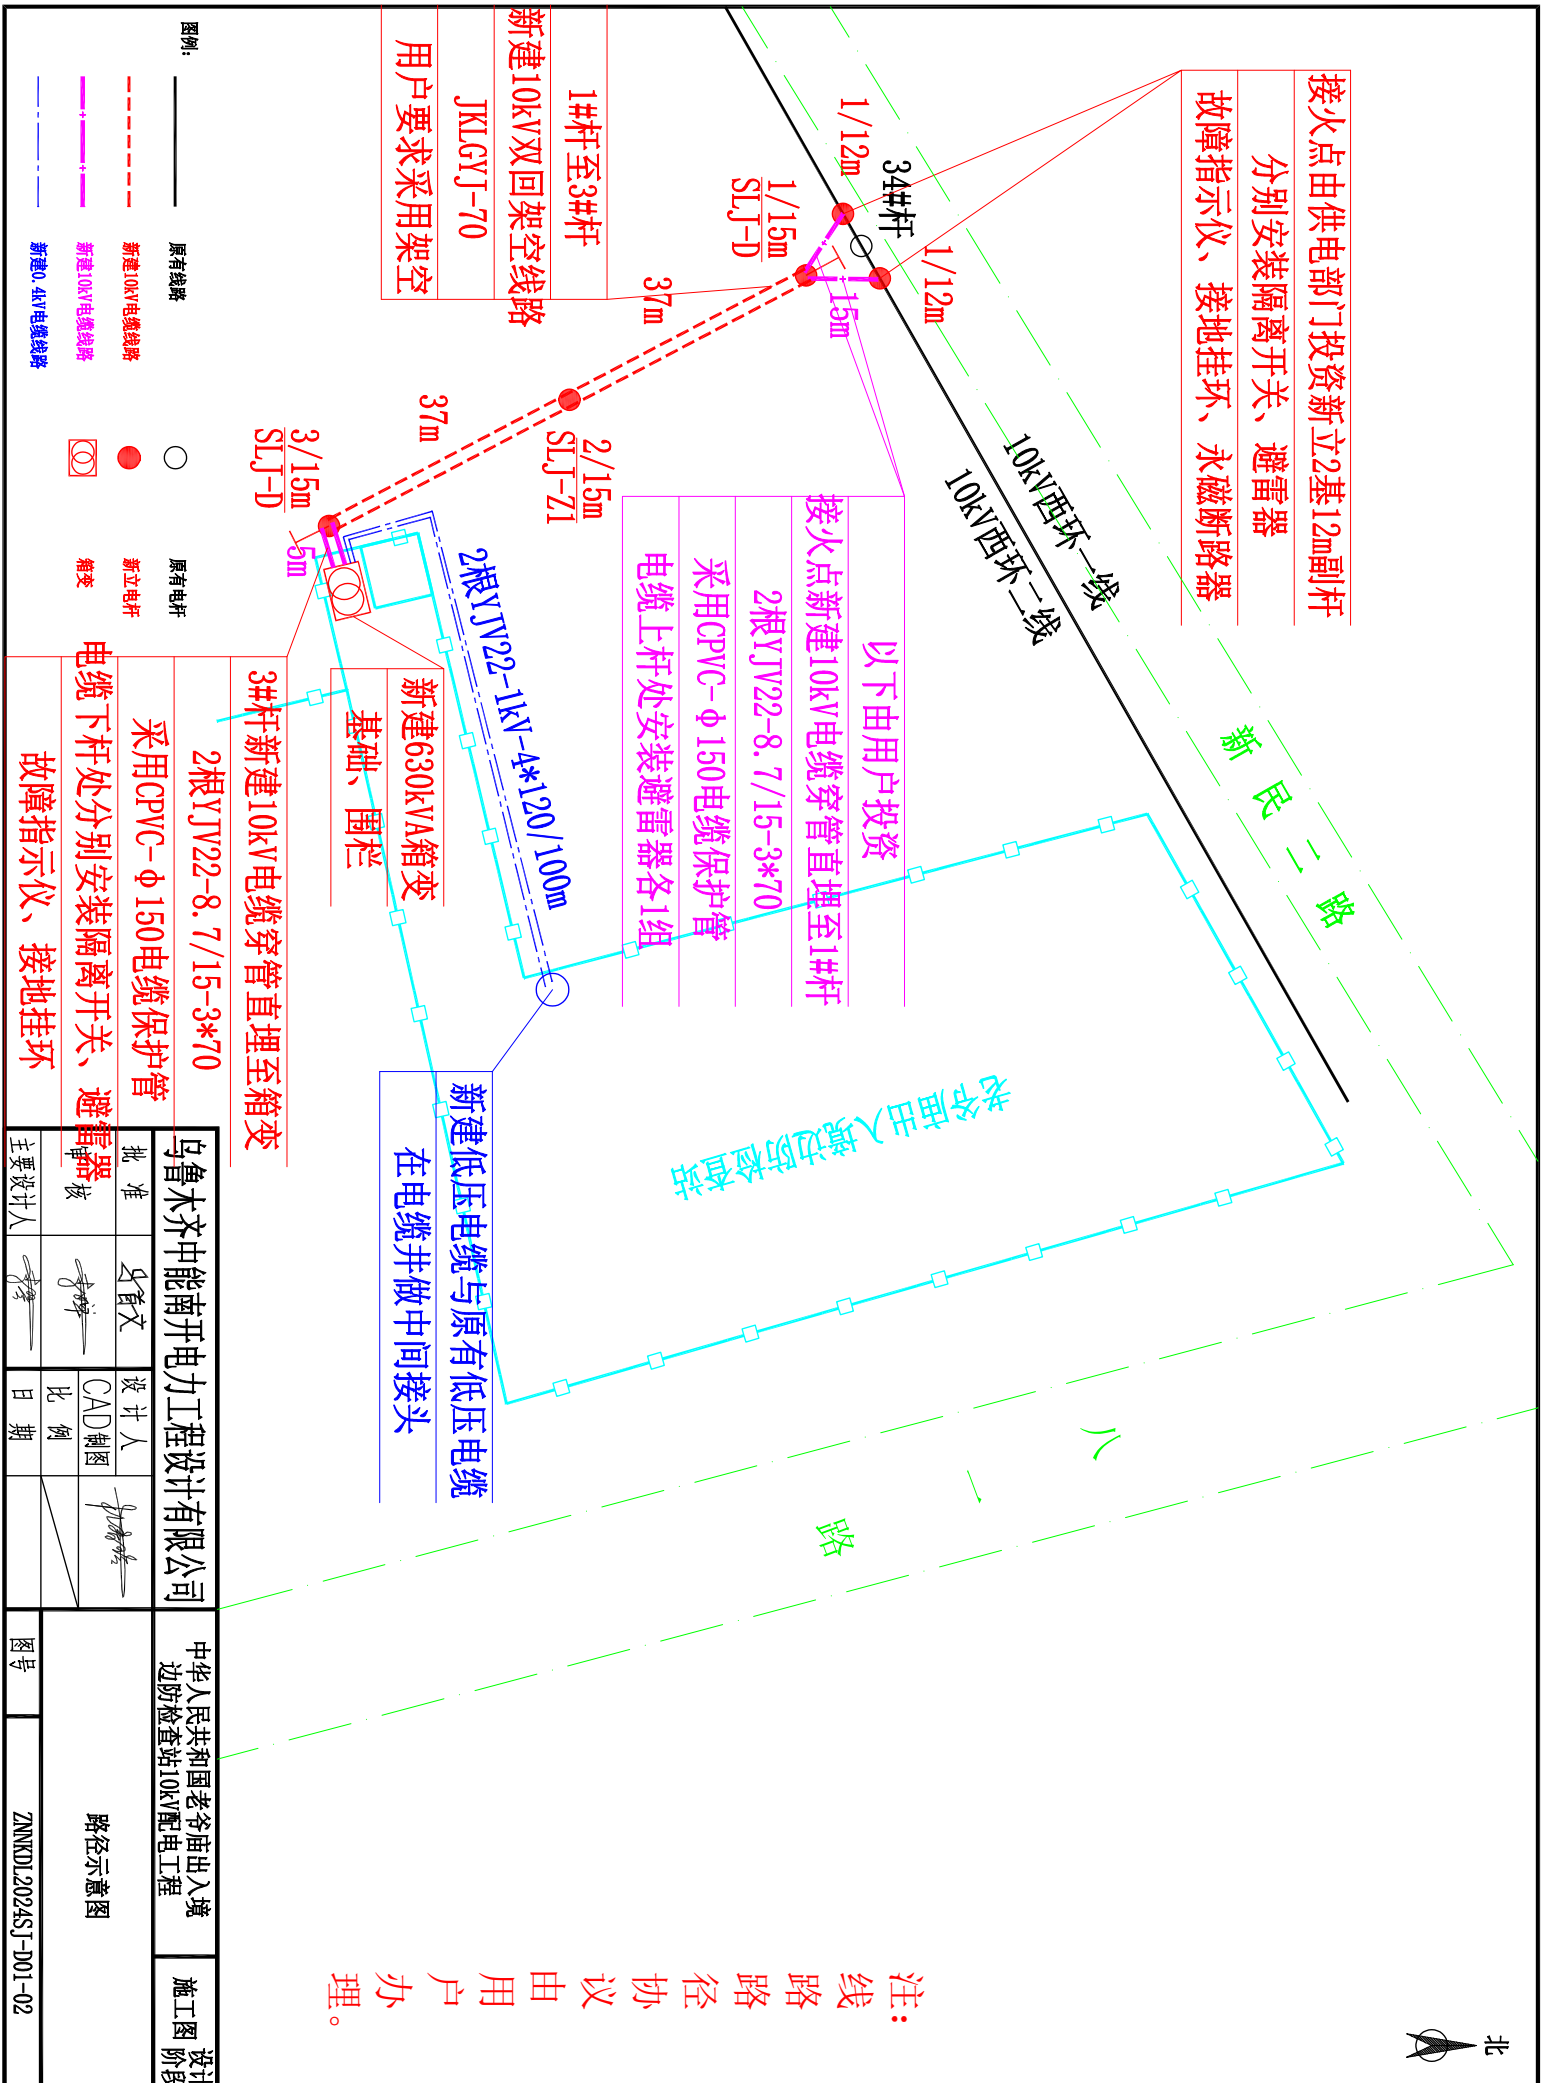 接火点由供电部门投资新立2基12m副杆
分别安装隔离开关、避雷器
故障指示仪、接地挂环、永磁断路器
34#杆
1/12m
1/12m
1/15m
SLJ-D
15m
10kV西环一线
10kV西环二线
新民二路
1#杆至3#杆
新建10kV双回架空线路
JKLGYJ-70
用户要求采用架空
37m
2/15m
SLJ-Z1
37m
3/15m
SLJ-D
5m
以下由用户投资
接火点新建10kV电缆穿管直埋至1#杆
2根YJV22-8.7/15-3*70
采用CPVC-φ150电缆保护管
电缆上杆处安装避雷器各1组
2根YJV22-1kV-4*120/100m
新建630kVA箱变
基础、围栏
3#杆新建10kV电缆穿管直埋至箱变
2根YJV22-8.7/15-3*70
采用CPVC-φ150电缆保护管
电缆下杆处分别安装隔离开关、避雷器
故障指示仪、接地挂环
新建低压电缆与原有低压电缆
在电缆井做中间接头
老爷庙出入境边防检查站
八一路
图例:
原有线路
原有电杆
新建10kV电缆线路
新立电杆
新建10kV电缆线路
箱变
新建0.4kV电缆线路
注:线路路径协议由用户办理。
北
乌鲁木齐中能南开电力工程设计有限公司
中华人民共和国老爷庙出入境
边防检查站10kV配电工程
施工图
设计
阶段
批准
审核
主要设计人
设计人
CAD制图
比例
日期
路径示意图
图号
ZNNKDL2024SJ-D01-02